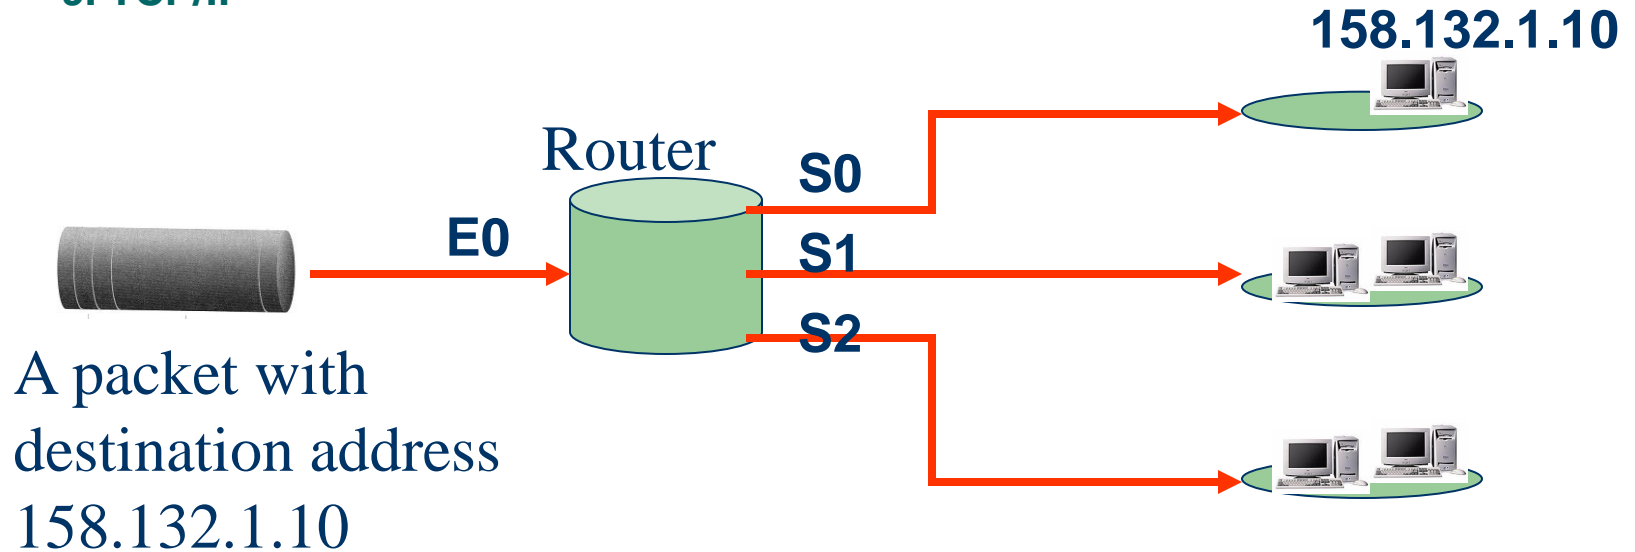 158.132.1.10
Router
S0
E0
S1
S2
A packet with
destination address
158.132.1.10